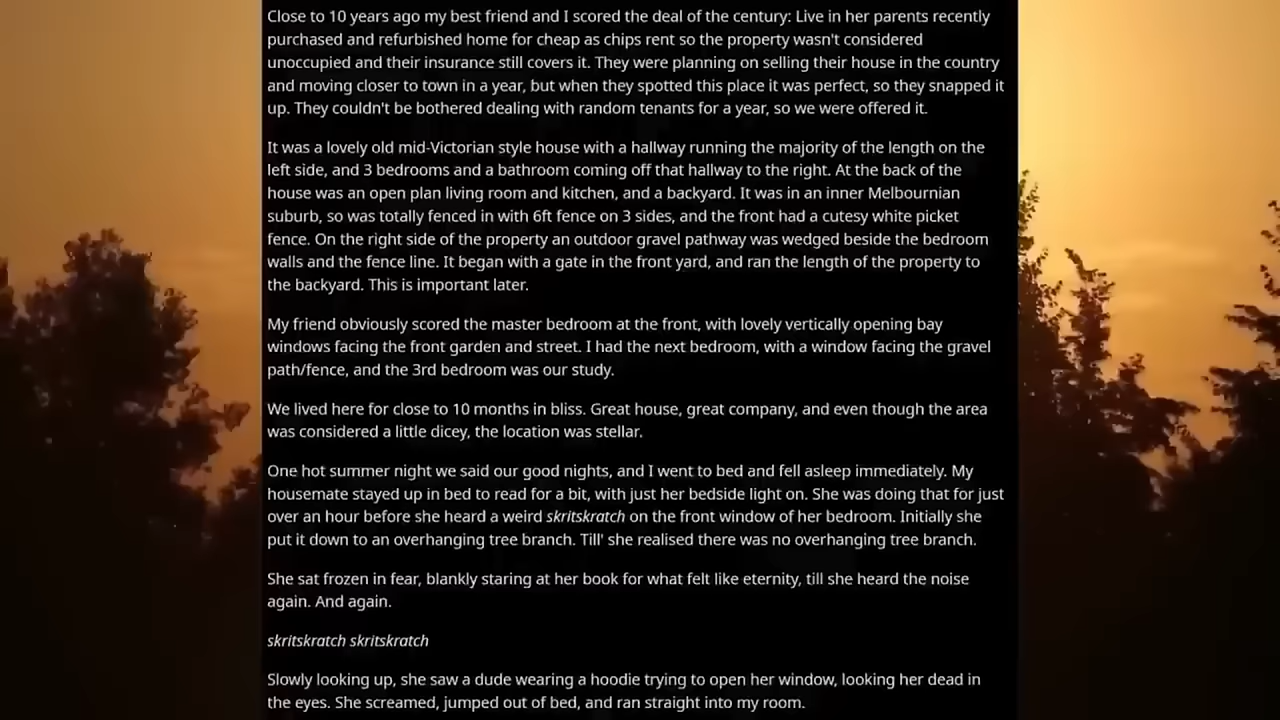 Close to 10 years ago my best friend and I scored the deal of the century: Live in her parents recently
purchased and refurbished home for cheap as chips rent so the property wasn't considered
unoccupied and their insurance still covers it. They were planning on selling their house in the country
and moving closer to town in a year, but when they spotted this place it was perfect, so they snapped it
up. They couldn't be bothered dealing with random tenants for a year, so we were offered it.
It was a lovely old mid-Victorian style house with a hallway running the majority of the length on the
left side, and 3 bedrooms and a bathroom coming off that hallway to the right. At the back of the
house was an open plan living room and kitchen, and a backyard. It was in an inner Melbournian
suburb, so was totally fenced in with 6ft fence on 3 sides, and the front had a cutesy white picket
fence. On the right side of the property an outdoor gravel pathway was wedged beside the bedroom
walls and the fence line. It began with a gate in the front yard, and ran the length of the property to
the backyard. This is important later.
My friend obviously scored the master bedroom at the front, with lovely vertically opening bay
windows facing the front garden and street. I had the next bedroom, with a window facing the gravel
path/fence, and the 3rd bedroom was our study.
We lived here for close to 10 months in bliss. Great house, great company, and even though the area
was considered a little dicey, the location was stellar.
One hot summer night we said our good nights, and I went to bed and fell asleep immediately. My
housemate stayed up in bed to read for a bit, with just her bedside light on. She was doing that for just
over an hour before she heard a weird skritskratch on the front window of her bedroom. Initially she
put it down to an overhanging tree branch. Till' she realised there was no overhanging tree branch.
She sat frozen in fear, blankly staring at her book for what felt like eternity, till she heard the noise
again. And again.
skritskratch skritskratch
Slowly looking up, she saw a dude wearing a hoodie trying to open her window, looking her dead in
the eyes. She screamed, jumped out of bed, and ran straight into my room.